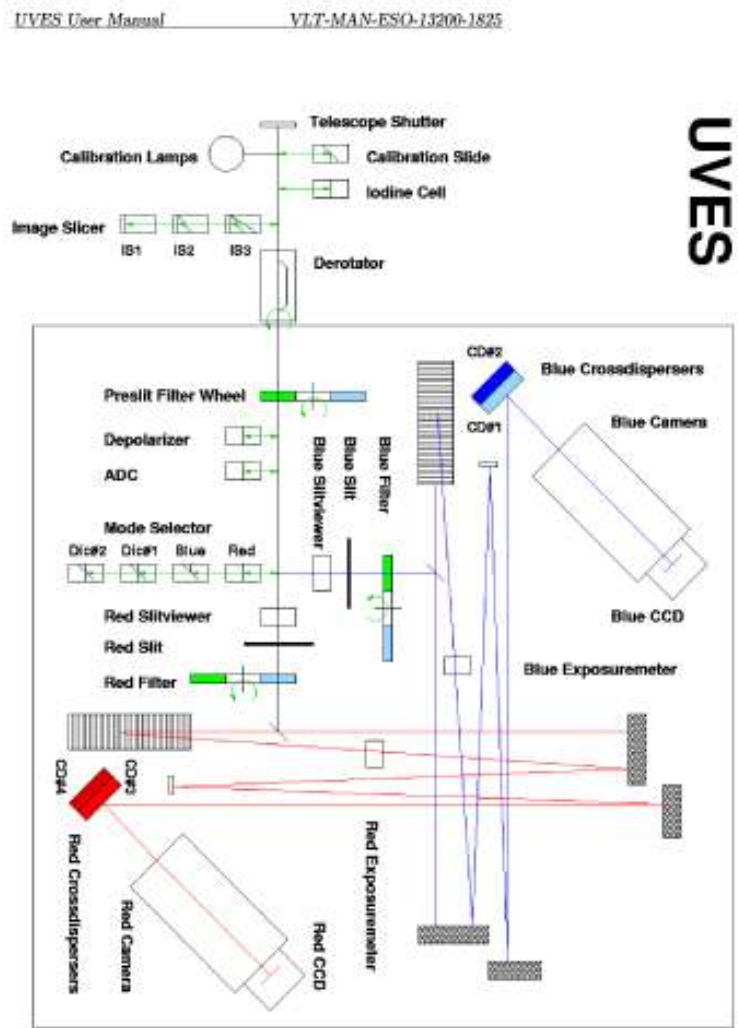 UVES User Manual VLT-MAN-ESO-13200-1825
UVES
Telescope Shutter
Calibration Lamps
Calibration Slide
Iodine Cell
Image Slicer
IS1 IS2 IS3
Derotator
CD#2
Blue Crossdispersers
Preslit Filter Wheel
CD#1
Blue Camera
Depolarizer
ADC
Blue Slitviewer
Blue Slit
Blue Filter
Mode Selector
Dic#2 Dic#1 Blue Red
Red Slitviewer
Blue CCD
Red Slit
Blue Exposuremeter
Red Filter
CD#3
CD#4
Red Crossdispersers
Red Camera
Red CCD
Red Exposuremeter